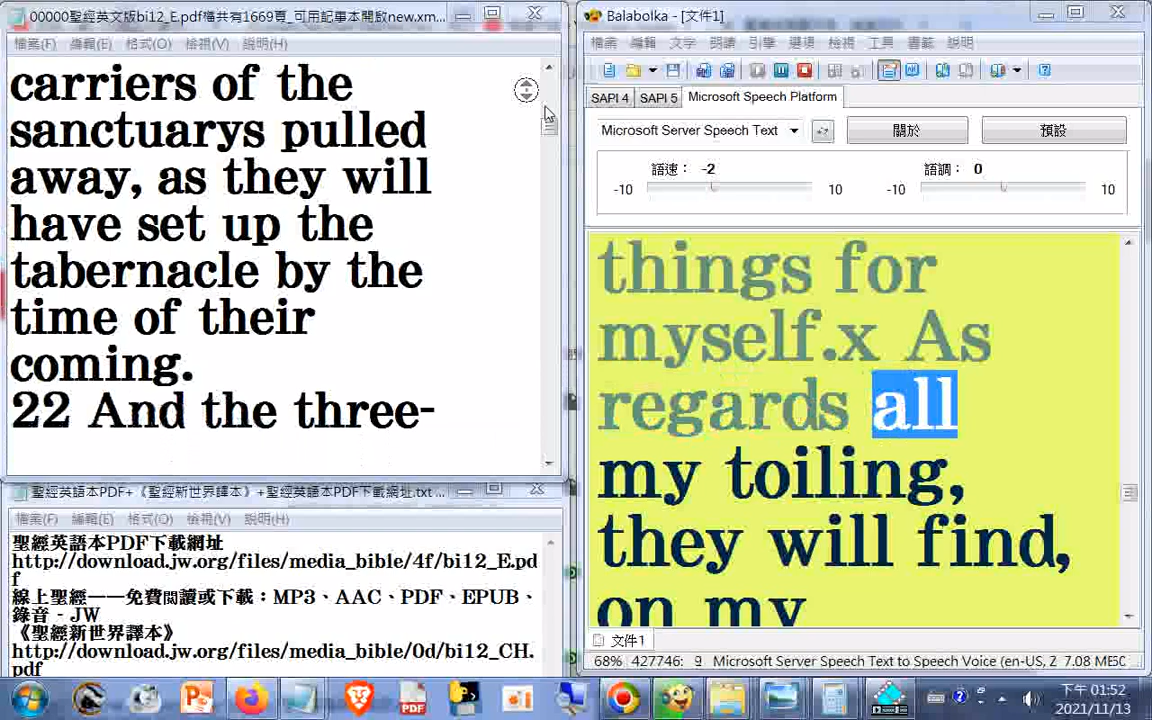 00000聖經英文版bi12_E.pdf檔共有1669頁_可用記事本開啟new.xm...
檔案(F) 編輯(E) 格式(O) 檢視(V) 說明(H)
carriers of the
sanctuarys pulled
away, as they will
have set up the
tabernacle by the
time of their
coming.
22 And the three-
聖經英語本PDF+《聖經新世界譯本》+聖經英語本PDF下載網址.txt ...
檔案(F) 編輯(E) 格式(O) 檢視(V) 說明(H)
聖經英語本PDF下載網址
http://download.jw.org/files/media_bible/4f/bi12_E.pd
f
線上聖經——免費閱讀或下載：MP3、AAC、PDF、EPUB、
錄音 - JW
《聖經新世界譯本》
http://download.jw.org/files/media_bible/0d/bi12_CH.
pdf
Balabolka - [文件1]
檔案 編輯 文字 朗讀 引擎 選項 檢視 工具 書籤 說明
SAPI 4 SAPI 5 Microsoft Speech Platform
Microsoft Server Speech Text 關於 預設
語速： -2 語調： 0
-10 10 -10 10
things for
myself.x As
regards all
my toiling,
they will find,
on my
文件1
68% 427746: 9 Microsoft Server Speech Text to Speech Voice (en-US, Z 7.08 ME
下午 01:52
2021/11/13